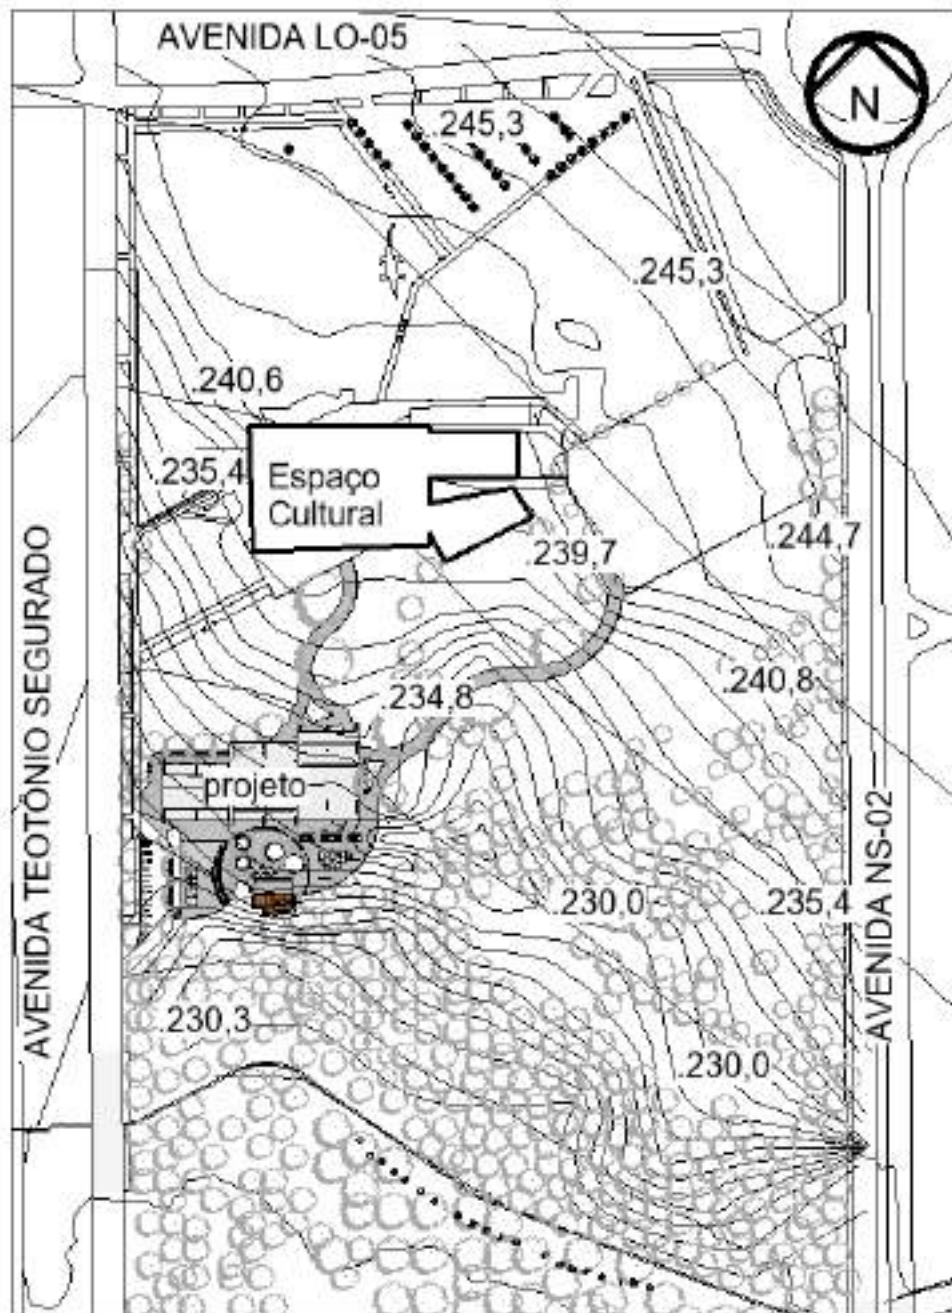 AVENIDA LO-05
N
.245,3
.245,3
.240,6
.235,4
Espaço
Cultural
.239,7
.244,7
.234,8
.240,8
projeto
.230,0
.235,4
.230,3
.230,0
AVENIDA TEOTÔNIO SEGURADO
AVENIDA NS-02